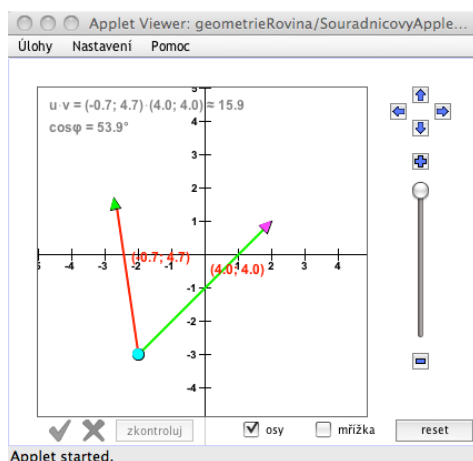 Applet Viewer: geometrieRovina/SouradnicovyApple...
Úlohy Nastavení Pomoc
5
u·v = (-0.7; 4.7)·(4.0; 4.0) ≈ 15.9
4
cosφ = 53.9°
3
2
1
(-0.7; 4.7)
(4.0; 4.0)
5 -4 -3 -2 -1 1 2 3 4
-1
-2
-3
-4
zkontroluj osy mřížka reset
Applet started.